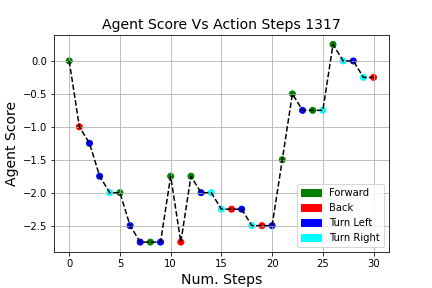 Agent Score Vs Action Steps 1317
Agent Score
0.0
−0.5
−1.0
−1.5
−2.0
−2.5
Forward
Back
Turn Left
Turn Right
0 5 10 15 20 25 30
Num. Steps